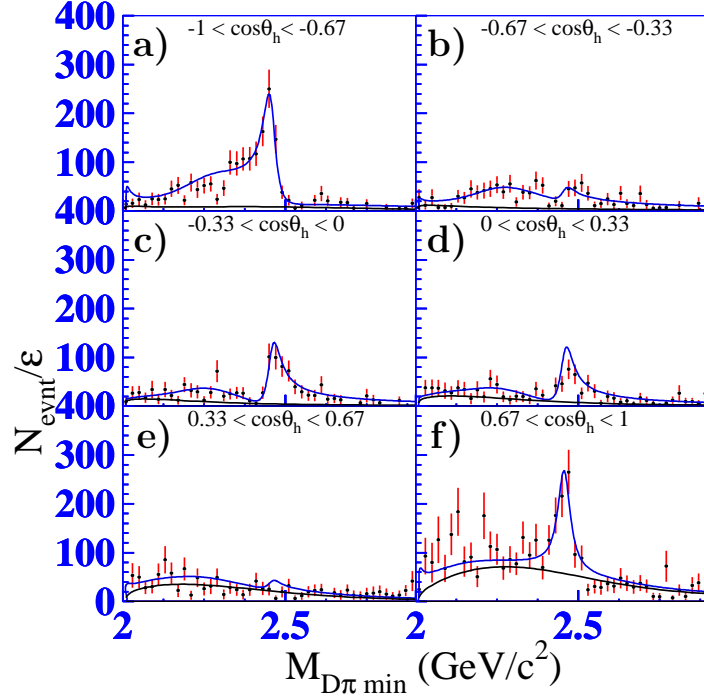 400
a) -1 < cosθh < -0.67
b) -0.67 < cosθh < -0.33
300
200
100
400
c) -0.33 < cosθh < 0
d) 0 < cosθh < 0.33
300
200
100
400
e) 0.33 < cosθh < 0.67
f) 0.67 < cosθh < 1
300
200
100
0
2 2.5 2 2.5
Nevnt/ε
MDπ min (GeV/c2)